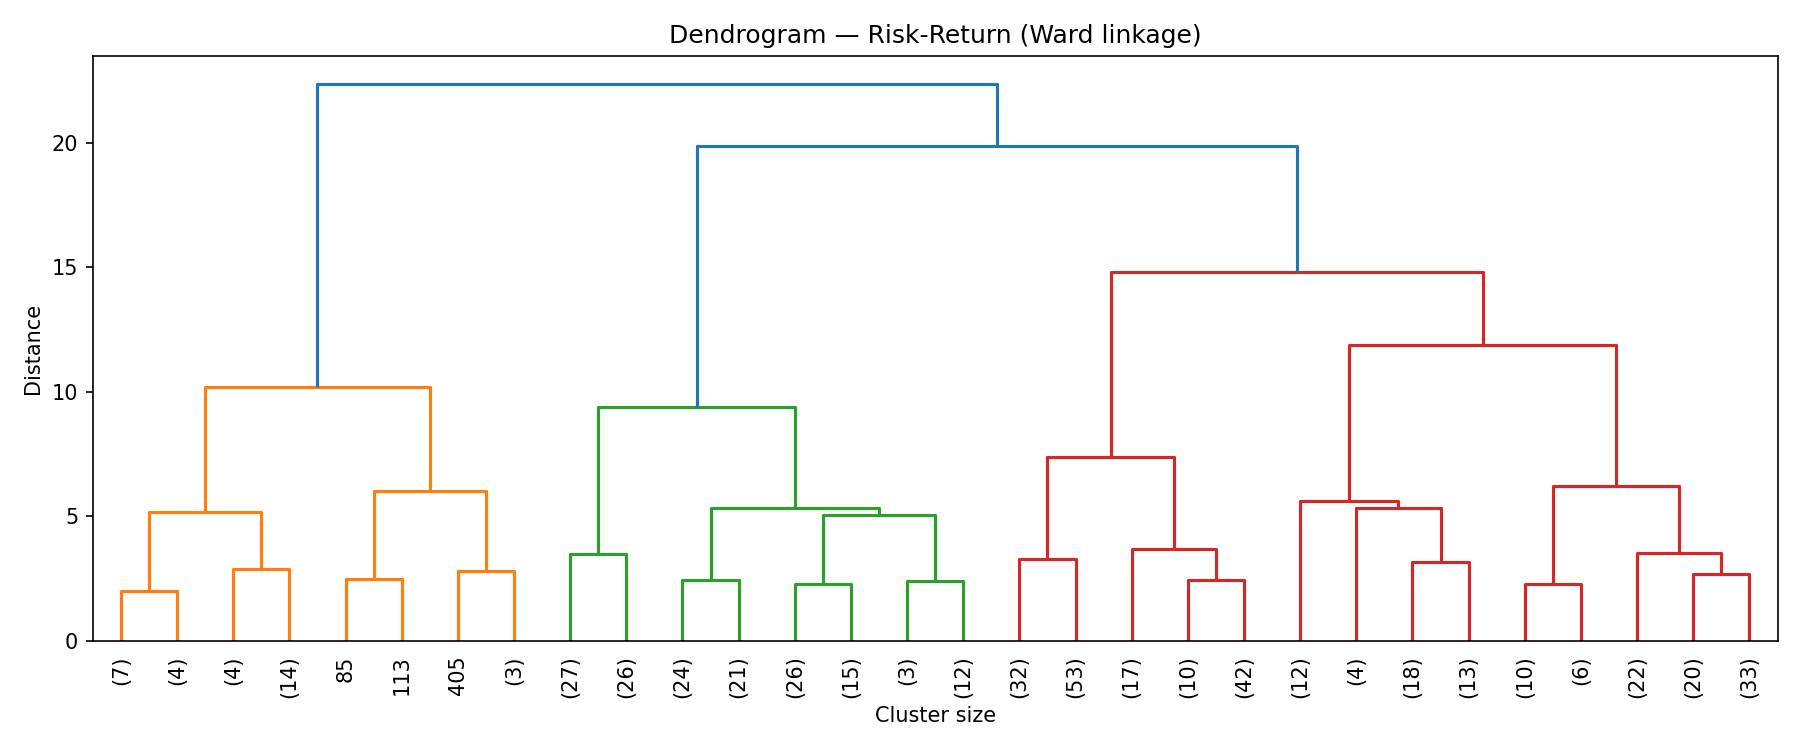 Dendrogram — Risk-Return (Ward linkage)
Distance
20
15
10
5
0
(7) (4) (4) (14) 85 113 405 (3) (27) (26) (24) (21) (26) (15) (3) (12) (32) (53) (17) (10) (42) (12) (4) (18) (13) (10) (6) (22) (20) (33)
Cluster size